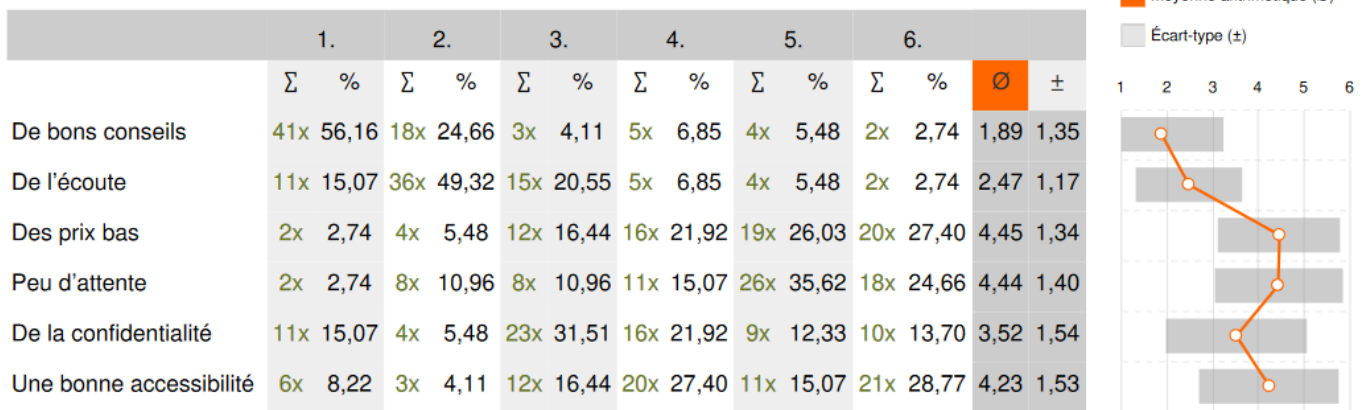 1. 2. 3. 4. 5. 6.
Écart-type (±)
Σ % Σ % Σ % Σ % Σ % Σ % Ø ±
1 2 3 4 5 6
De bons conseils 41x 56,16 18x 24,66 3x 4,11 5x 6,85 4x 5,48 2x 2,74 1,89 1,35
De l’écoute 11x 15,07 36x 49,32 15x 20,55 5x 6,85 4x 5,48 2x 2,74 2,47 1,17
Des prix bas 2x 2,74 4x 5,48 12x 16,44 16x 21,92 19x 26,03 20x 27,40 4,45 1,34
Peu d’attente 2x 2,74 8x 10,96 8x 10,96 11x 15,07 26x 35,62 18x 24,66 4,44 1,40
De la confidentialité 11x 15,07 4x 5,48 23x 31,51 16x 21,92 9x 12,33 10x 13,70 3,52 1,54
Une bonne accessibilité 6x 8,22 3x 4,11 12x 16,44 20x 27,40 11x 15,07 21x 28,77 4,23 1,53